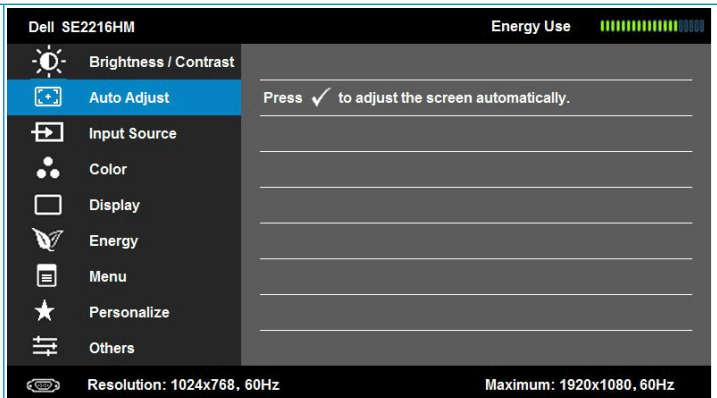 Dell SE2216HM Energy Use
Brightness / Contrast
Auto Adjust Press ✓ to adjust the screen automatically.
Input Source
Color
Display
Energy
Menu
Personalize
Others
Resolution: 1024x768, 60Hz Maximum: 1920x1080, 60Hz